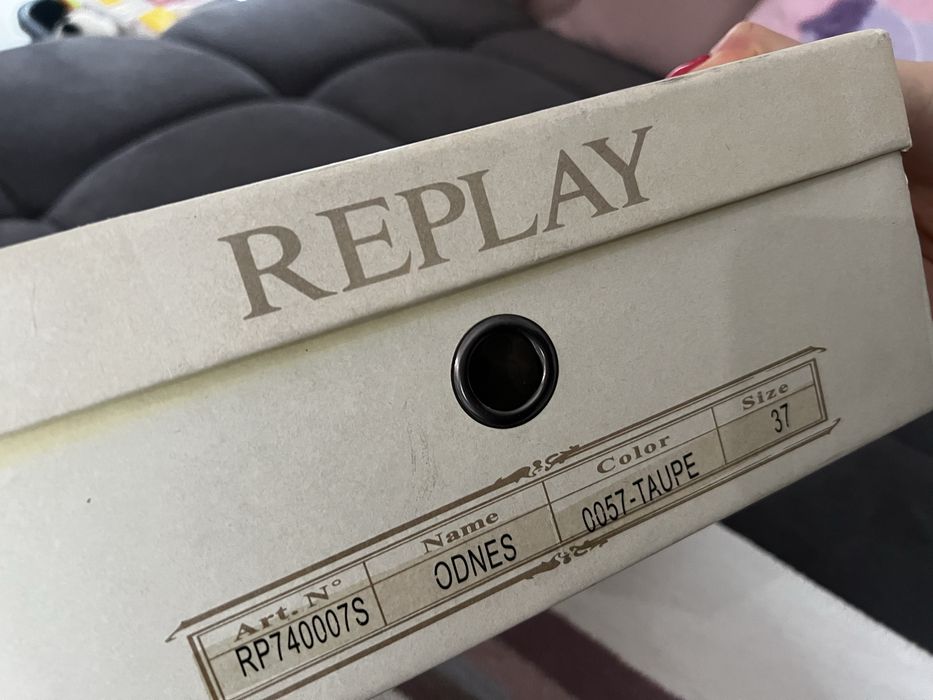 REPLAY
Art. N° Name Color Size
RP740007S ODNES 0057-TAUPE 37